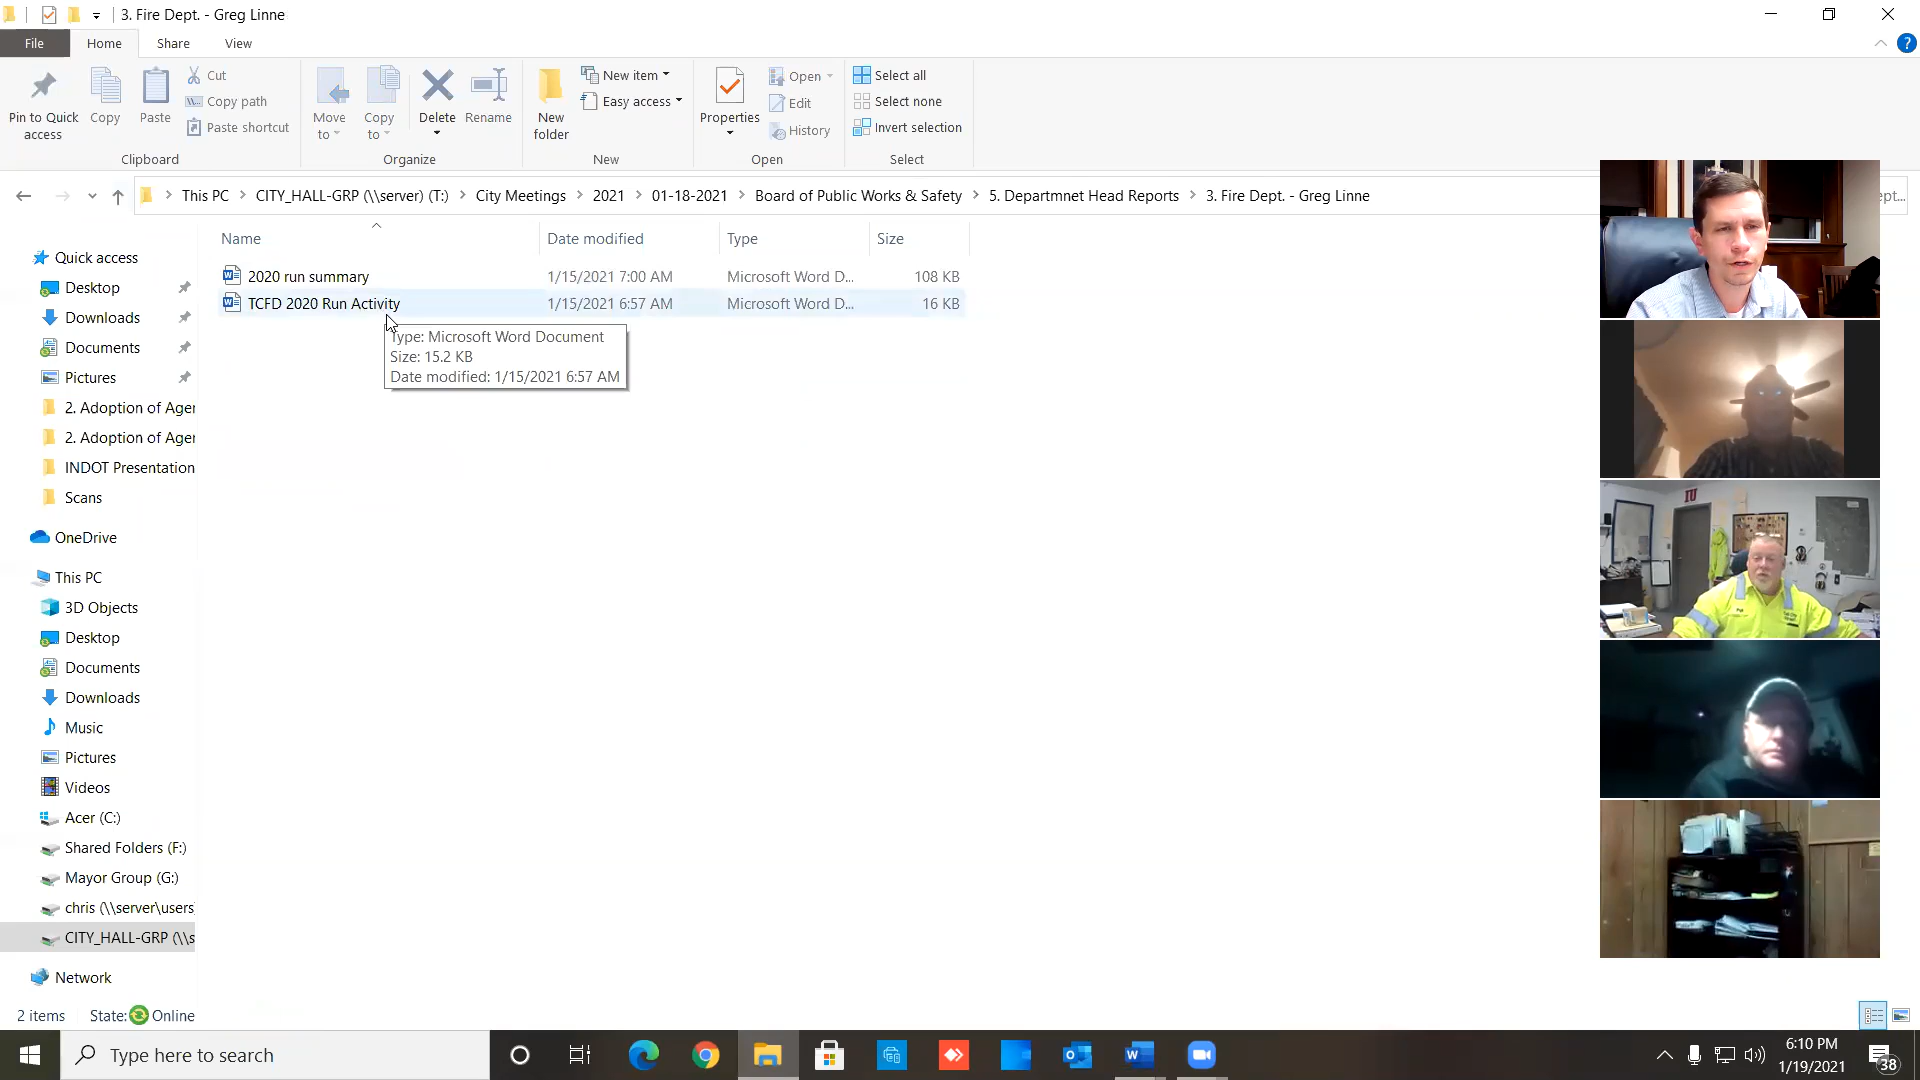 3. Fire Dept. - Greg Linne
File Home Share View
Pin to Quick access
Copy
Paste
Cut
Copy path
Paste shortcut
Clipboard
Move to
Copy to
Delete
Rename
Organize
New folder
New item
Easy access
New
Properties
Open
Edit
History
Open
Select all
Select none
Invert selection
Select
This PC CITY_HALL-GRP (\\server) (T:) City Meetings 2021 01-18-2021 Board of Public Works & Safety 5. Departmnet Head Reports 3. Fire Dept. - Greg Linne ept...
Name Date modified Type Size
2020 run summary 1/15/2021 7:00 AM Microsoft Word D... 108 KB
TCFD 2020 Run Activity 1/15/2021 6:57 AM Microsoft Word D... 16 KB
Type: Microsoft Word Document
Size: 15.2 KB
Date modified: 1/15/2021 6:57 AM
Quick access
Desktop
Downloads
Documents
Pictures
2. Adoption of Ager
2. Adoption of Ager
INDOT Presentation
Scans
OneDrive
This PC
3D Objects
Desktop
Documents
Downloads
Music
Pictures
Videos
Acer (C:)
Shared Folders (F:)
Mayor Group (G:)
chris (\\server\users
CITY_HALL-GRP (\\s
Network
IU
2 items State: Online
Type here to search
6:10 PM
1/19/2021
38